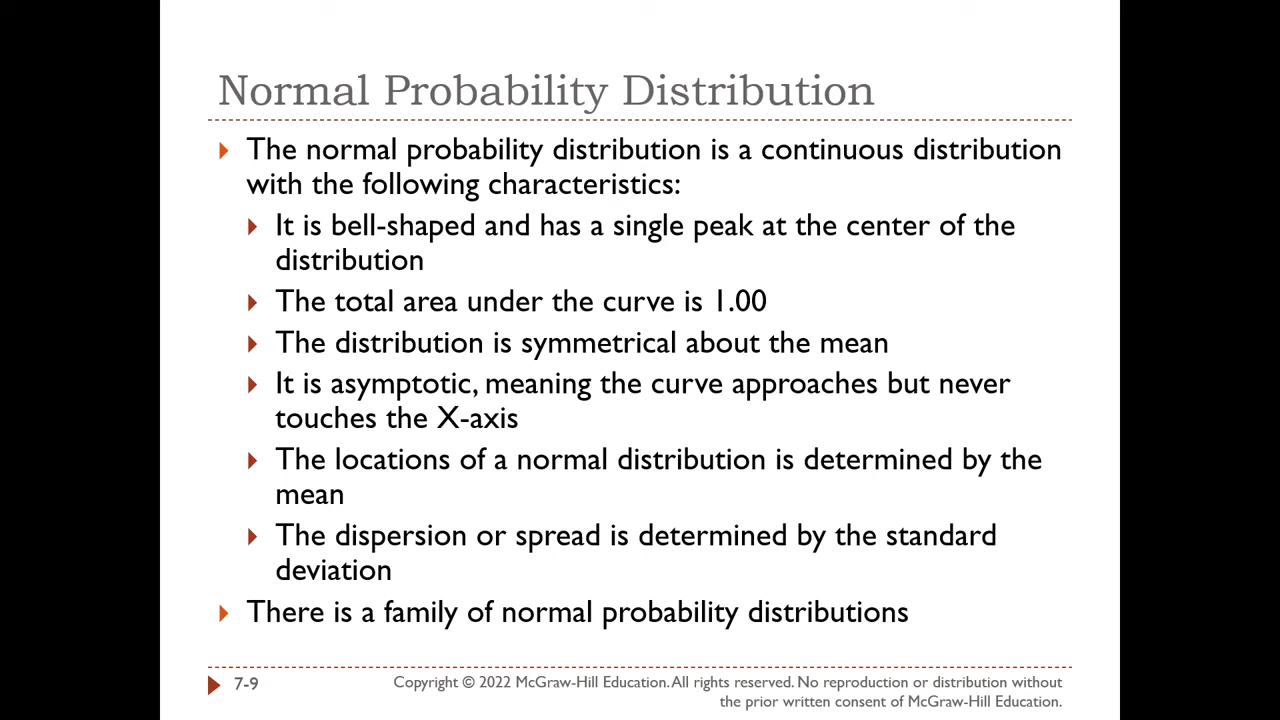 Normal Probability Distribution
The normal probability distribution is a continuous distribution
with the following characteristics:
It is bell-shaped and has a single peak at the center of the
distribution
The total area under the curve is 1.00
The distribution is symmetrical about the mean
It is asymptotic, meaning the curve approaches but never
touches the X-axis
The locations of a normal distribution is determined by the
mean
The dispersion or spread is determined by the standard
deviation
There is a family of normal probability distributions
7-9
Copyright © 2022 McGraw-Hill Education. All rights reserved. No reproduction or distribution without
the prior written consent of McGraw-Hill Education.